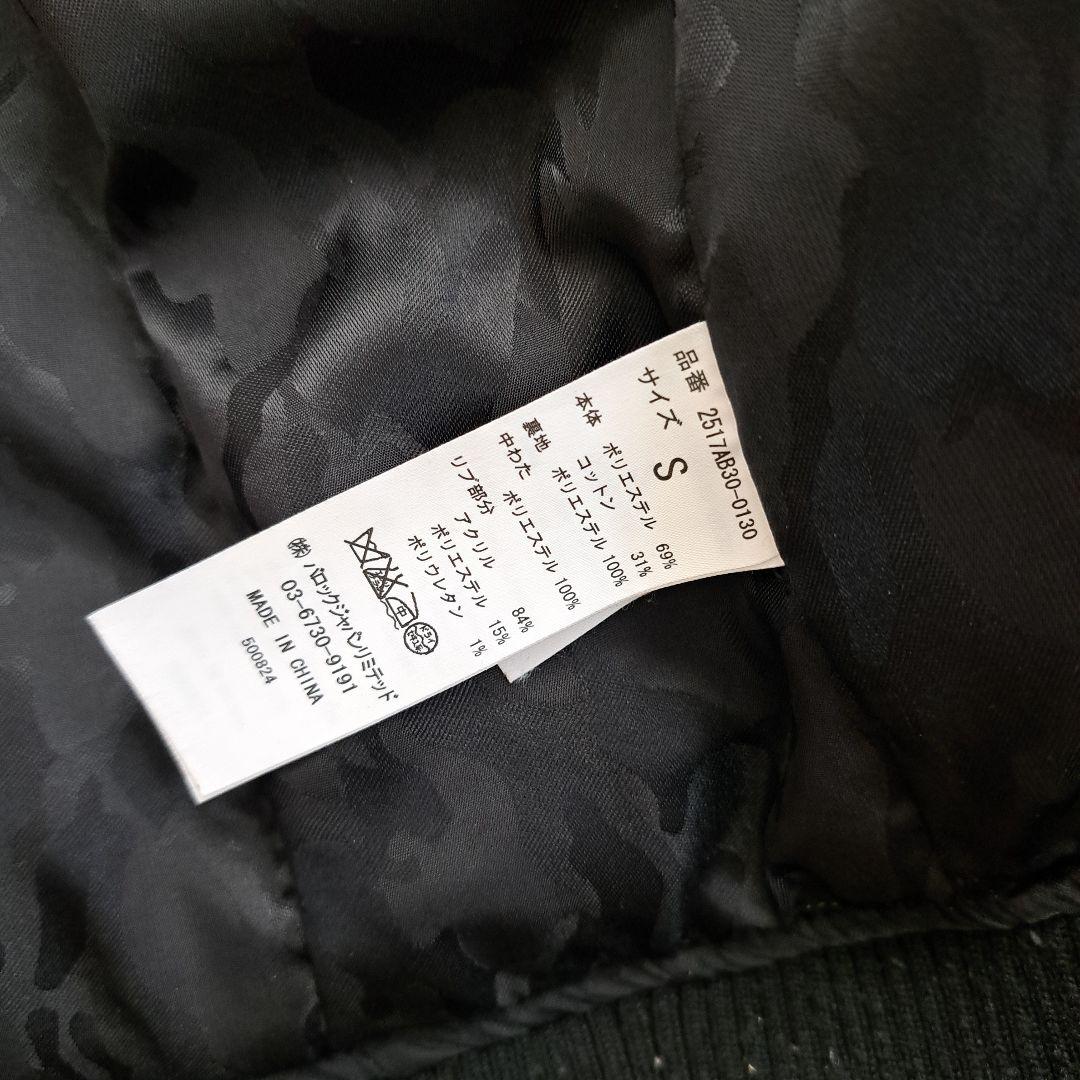 品番 2517AB30-0130
サイズ S
本体 ポリエステル 69%
コットン 31%
裏地 ポリエステル 100%
中わた ポリエステル 100%
リブ部分 アクリル 84%
ポリエステル 15%
ポリウレタン 1%
中
ドライ
(株)バロックジャパンリミテッド
03-6730-9191
MADE IN CHINA
500824